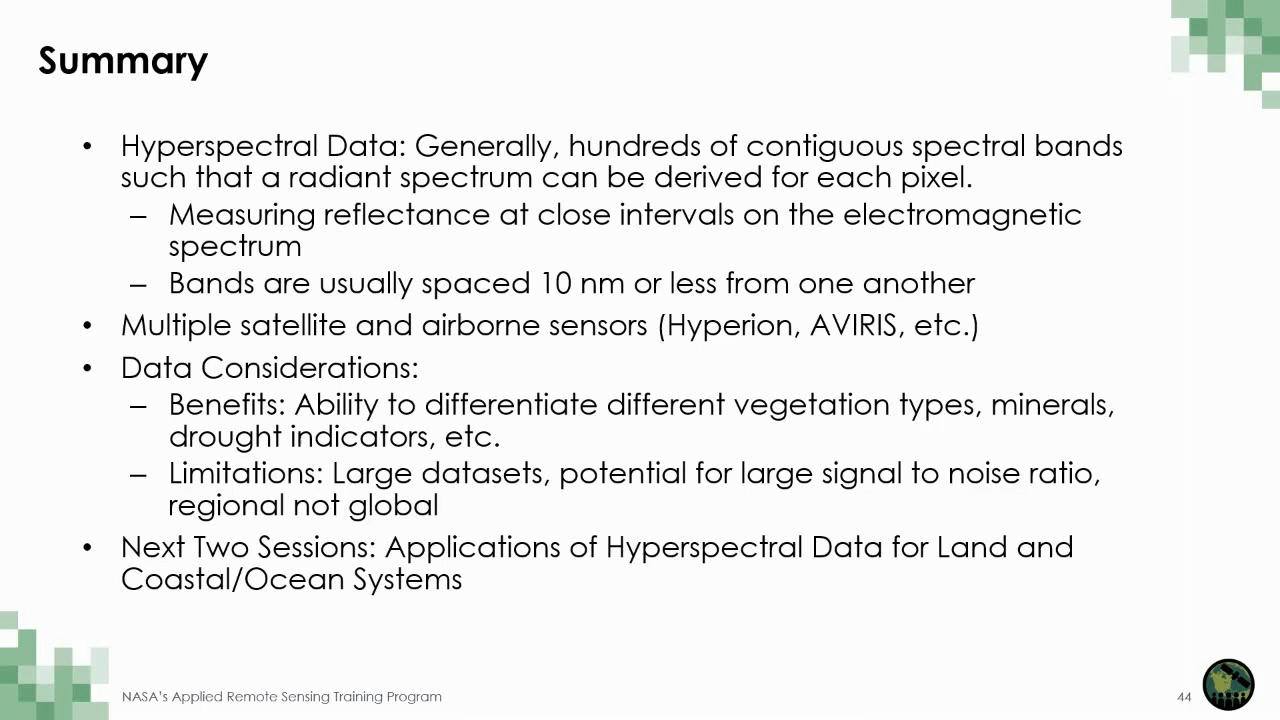 Summary
• Hyperspectral Data: Generally, hundreds of contiguous spectral bands
such that a radiant spectrum can be derived for each pixel.
– Measuring reflectance at close intervals on the electromagnetic
spectrum
– Bands are usually spaced 10 nm or less from one another
• Multiple satellite and airborne sensors (Hyperion, AVIRIS, etc.)
• Data Considerations:
– Benefits: Ability to differentiate different vegetation types, minerals,
drought indicators, etc.
– Limitations: Large datasets, potential for large signal to noise ratio,
regional not global
• Next Two Sessions: Applications of Hyperspectral Data for Land and
Coastal/Ocean Systems
NASA's Applied Remote Sensing Training Program
44